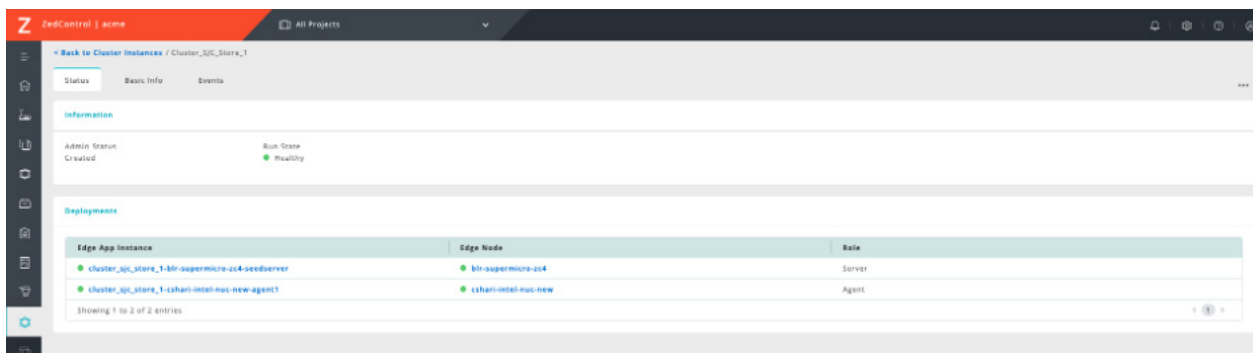 Z ZedControl | acme All Projects
< Back to Cluster Instances / Cluster_SJC_Store_1
Status Basic Info Events
Information
Admin Status Run State
Created Healthy
Deployments
Edge App Instance Edge Node Role
cluster_sjc_store_1-blr-supermicro-zc4-seedserver blr-supermicro-zc4 Server
cluster_sjc_store_1-cshari-intel-nuc-new-agent1 cshari-intel-nuc-new Agent
Showing 1 to 2 of 2 entries < 1 >